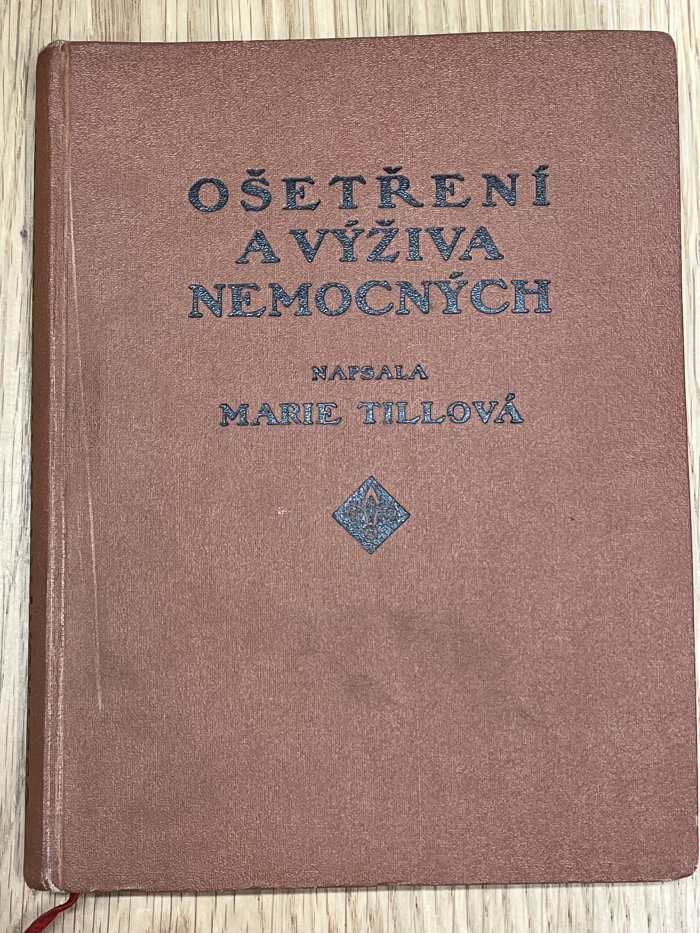 OŠETŘENÍ
A VÝŽIVA
NEMOCNÝCH
NAPSALA
MARIE TILLOVÁ